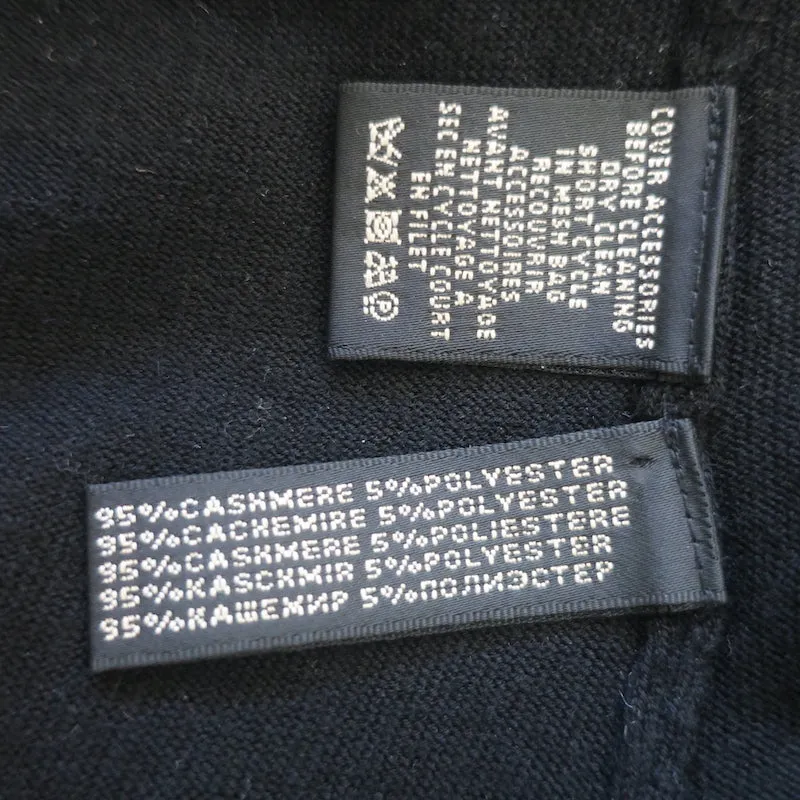 COVER ACCESSORIES
BEFORE CLEANING
DRY CLEAN
SHORT CYCLE
IN MESH BAG
RECOUVRIR
ACCESSOIRES
AVANT NETTOYAGE
NETTOYAGE A
SEC EN CYCLE COURT
EN FILET
P
95%CASHMERE 5%POLYESTER
95%CACHEMIRE 5%POLYESTER
95%CASHMERE 5%POLIESTERE
95%KASCHMIR 5%POLYESTER
95%КАШЕМИР 5%ПОЛИЭСТЕР